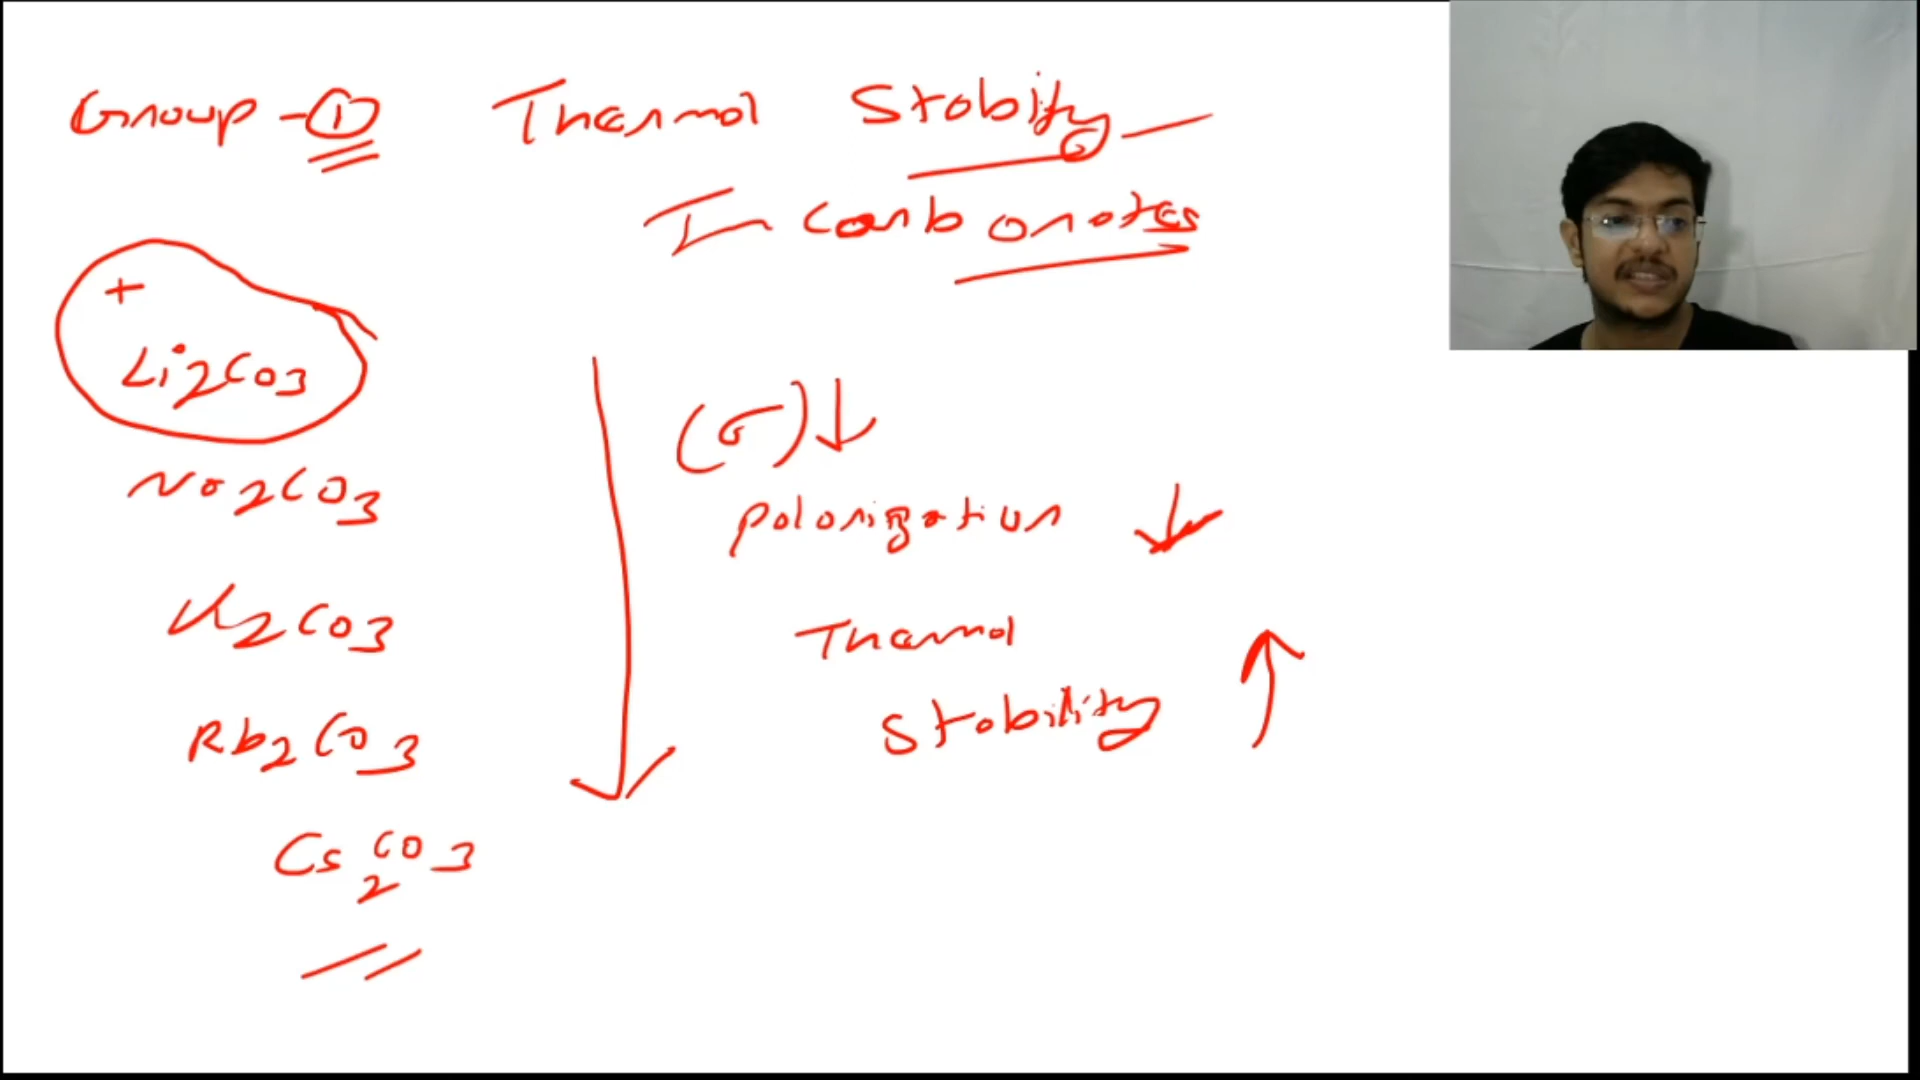 Group - ① Thermal Stability -
In Carbonates
+
Li2CO3
Na2CO3
K2CO3
Rb2CO3
Cs2CO3
(σ) ↓
Polarization ↓
Thermal
Stability ↑